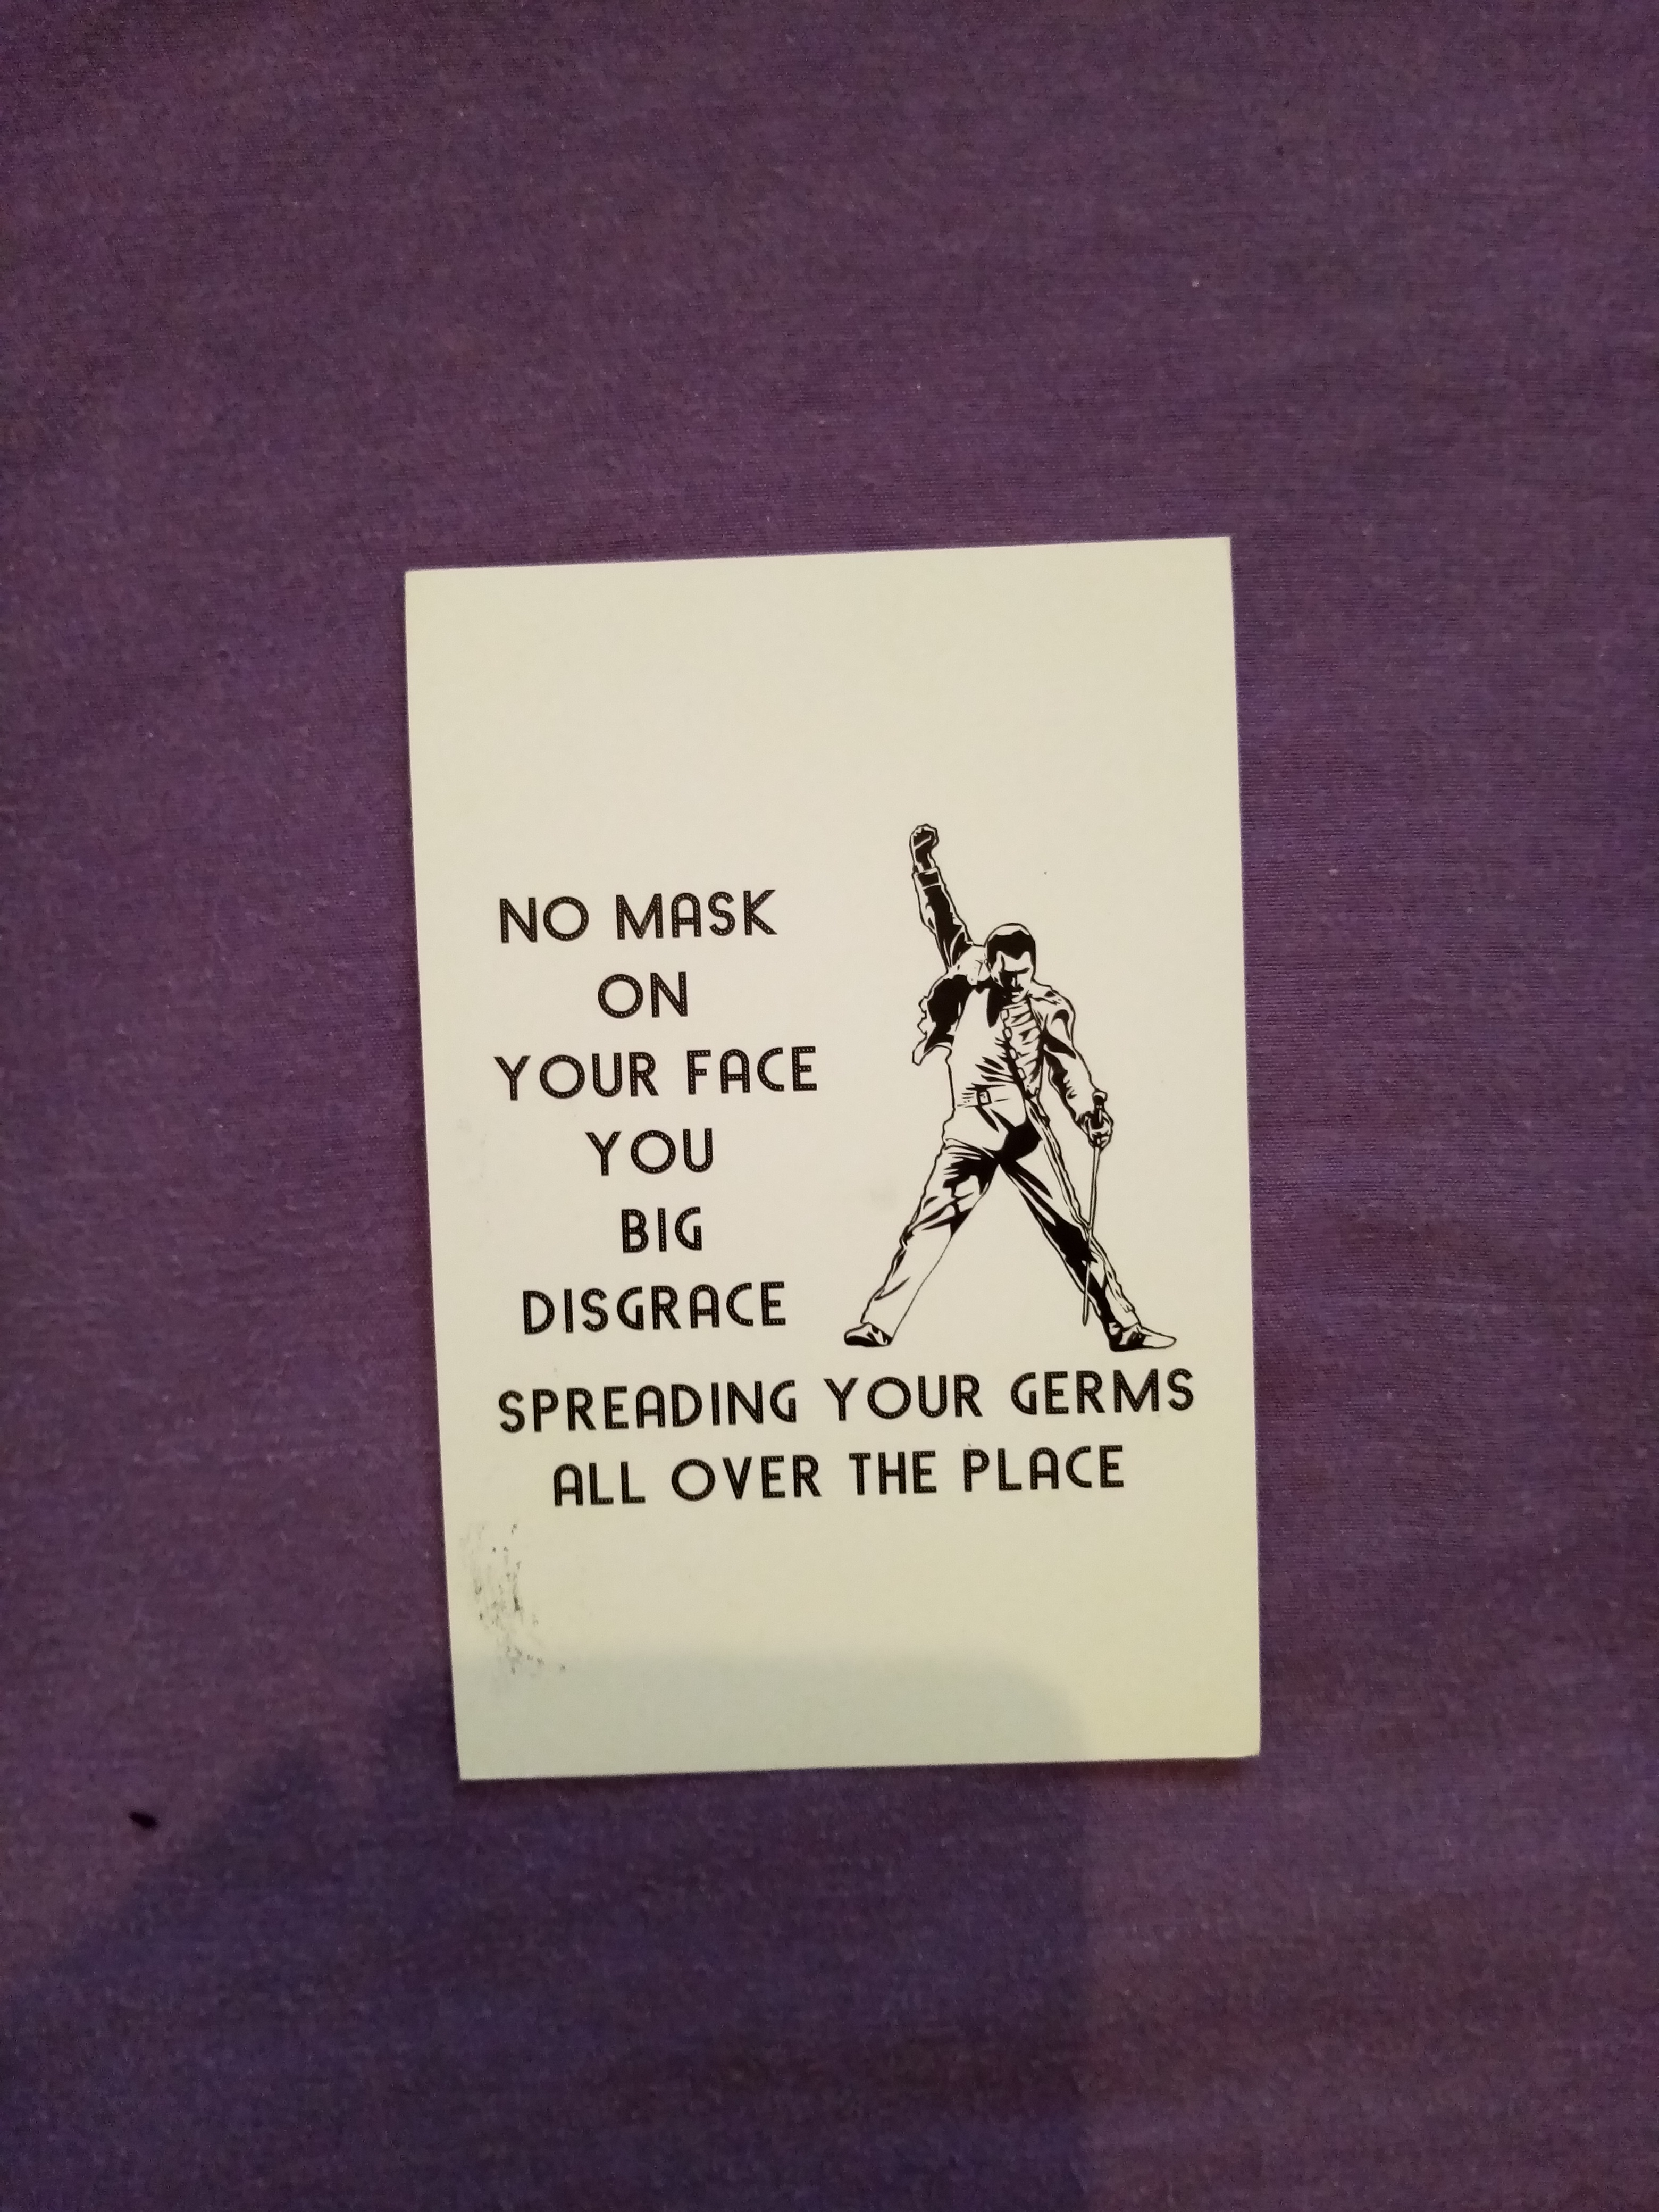 NO MASK
ON
YOUR FACE
YOU
BIG
DISGRACE
SPREADING YOUR GERMS
ALL OVER THE PLACE